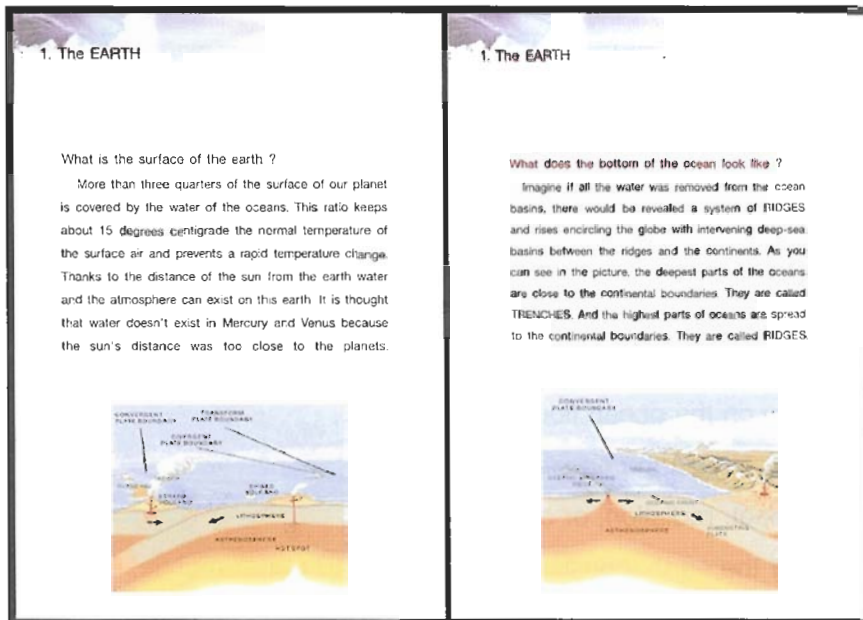 1. The EARTH
What is the surface of the earth ?
More than three quarters of the surface of our planet
is covered by the water of the oceans. This ratio keeps
about 15 degrees centigrade the normal temperature of
the surface air and prevents a rapid temperature change.
Thanks to the distance of the sun from the earth water
and the atmosphere can exist on this earth. It is thought
that water doesn't exist in Mercury and Venus because
the sun's distance was too close to the planets.
CONVERGENT
PLATE BOUNDARY
TRANSFORM
PLATE BOUNDARY
DIVERGENT
PLATE BOUNDARY
LITHOSPHERE
ASTHENOSPHERE
HOT SPOT
1. The EARTH
What does the bottom of the ocean look like ?
Imagine if all the water was removed from the ocean
basins, there would be revealed a system of RIDGES
and rises encircling the globe with intervening deep-sea
basins between the ridges and the continents. As you
can see in the picture, the deepest parts of the oceans
are close to the continental boundaries. They are called
TRENCHES. And the highest parts of oceans are spread
to the continental boundaries. They are called RIDGES.
CONVERGENT
PLATE BOUNDARY
LITHOSPHERE
ASTHENOSPHERE
SUBDUCTING
PLATE